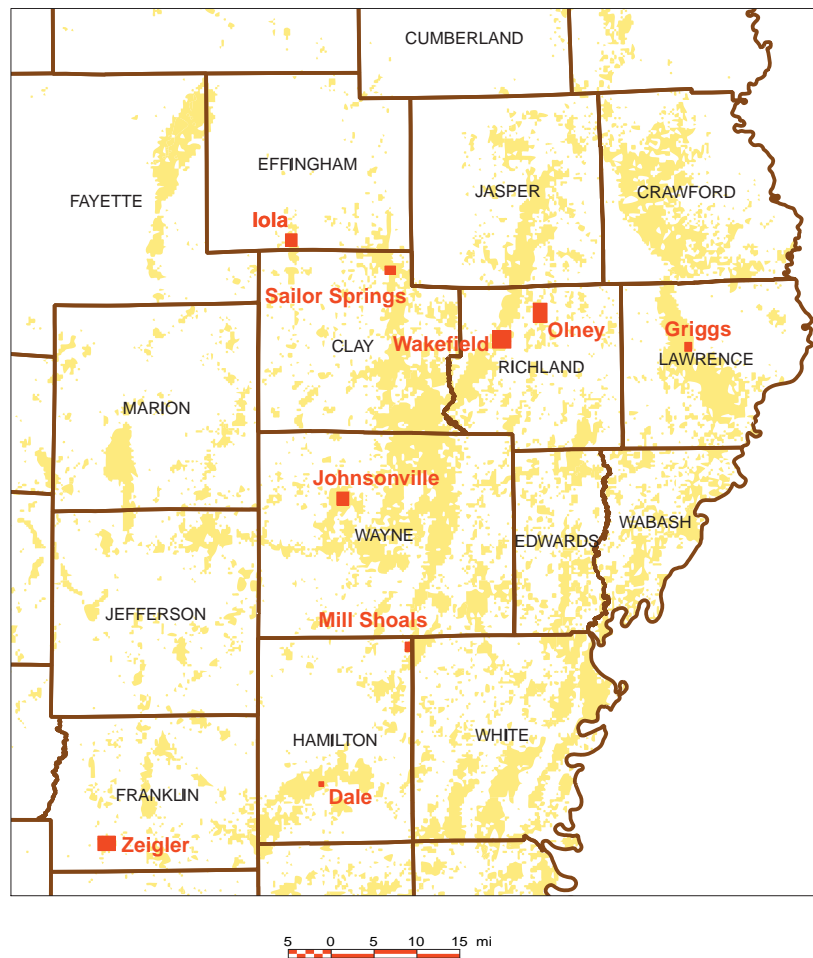 CUMBERLAND
EFFINGHAM
JASPER
CRAWFORD
FAYETTE
Iola
Sailor Springs
Olney
Griggs
CLAY
Wakefield
LAWRENCE
RICHLAND
MARION
Johnsonville
WABASH
WAYNE
EDWARDS
JEFFERSON
Mill Shoals
HAMILTON
WHITE
FRANKLIN
Dale
Zeigler
5 0 5 10 15 mi